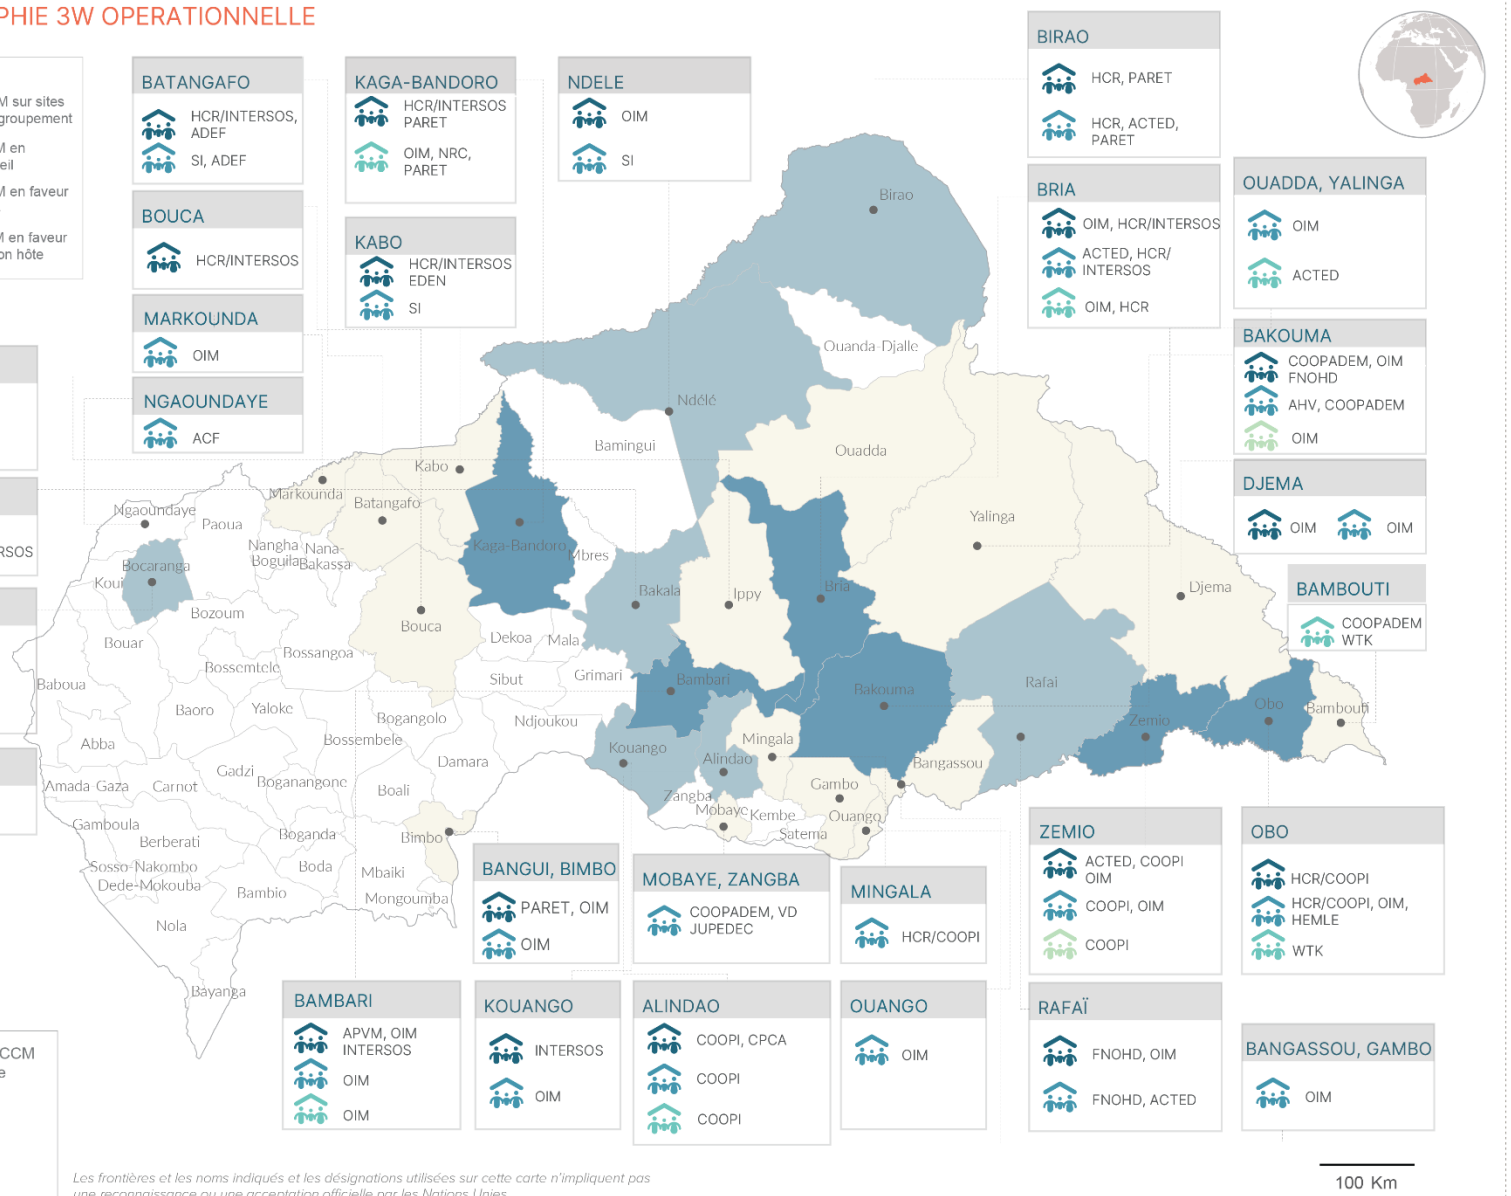 PHIE 3W OPERATIONNELLE
M sur sites
groupement
M en
eil
M en faveur
M en faveur
on hôte
RSOS
CCM
e
BATANGAFO
HCR/INTERSOS,
ADEF
SI, ADEF
BOUCA
HCR/INTERSOS
MARKOUNDA
OIM
NGAOUNDAYE
ACF
KAGA-BANDORO
HCR/INTERSOS
PARET
OIM, NRC,
PARET
KABO
HCR/INTERSOS
EDEN
SI
NDELE
OIM
SI
BIRAO
HCR, PARET
HCR, ACTED,
PARET
BRIA
OIM, HCR/INTERSOS
ACTED, HCR/
INTERSOS
OIM, HCR
OUADDA, YALINGA
OIM
ACTED
BAKOUMA
COOPADEM, OIM
FNOHD
AHV, COOPADEM
OIM
DJEMA
OIM
OIM
BAMBOUTI
COOPADEM
WTK
Birao
Ouanda-Djalle
Ndélé
Bamingui
Ouadda
Kabo
Markounda
Batangafo
Ngaoundaye
Paoua
Yalinga
Nangha
Boguila
Nana-
Bakassa
Kaga-Bandoro
Mbres
Bocaranga
Koui
Bakala
Ippy
Bria
Djema
Bozoum
Bouca
Bouar
Dekoa
Mala
Bossangoa
Bossemtele
Sibut
Grimari
Bambari
Rafai
Bakouma
Baboua
Baoro
Yaloke
Bogangolo
Ndjoukou
Obo
Bambouti
Zemio
Abba
Bossembele
Mingala
Kouango
Alindao
Damara
Bangassou
Gadzi
Amada Gaza
Carnot
Boganangone
Boali
Gambo
Zangba
Mobaye
Kembe
Ouango
Satema
Gamboula
Berberati
Boganda
Bimbo
Sosso-Nakombo
Dede-Mokouba
Boda
Mbaiki
Bambio
Mongoumba
Nola
Bayanga
BANGUI, BIMBO
PARET, OIM
OIM
MOBAYE, ZANGBA
COOPADEM, VD
JUPEDEC
MINGALA
HCR/COOPI
ZEMIO
ACTED, COOPI
OIM
COOPI, OIM
COOPI
OBO
HCR/COOPI
HCR/COOPI, OIM,
HEMLE
WTK
BAMBARI
APVM, OIM
INTERSOS
OIM
OIM
KOUANGO
INTERSOS
OIM
ALINDAO
COOPI, CPCA
COOPI
COOPI
OUANGO
OIM
RAFAÏ
FNOHD, OIM
FNOHD, ACTED
BANGASSOU, GAMBO
OIM
100 Km
Les frontières et les noms indiqués et les désignations utilisées sur cette carte n'impliquent pas
une reconnaissance ou une acceptation officielle par les Nations Unies